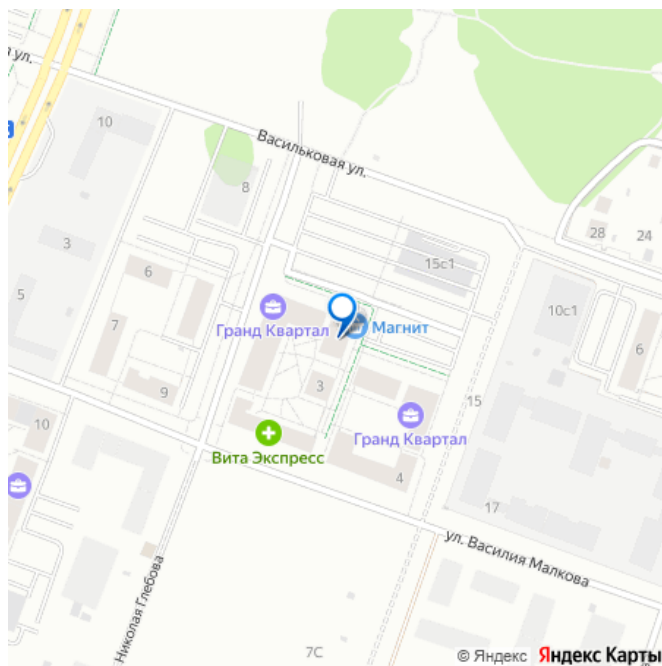 я ул.
10
Васильковая ул.
8
28
24
3
15с1
6
5
10с1
Гранд Квартал
Магнит
7
6
3
9
15
10
Гранд Квартал
Вита Экспресс
4
17
ул. Василия Малкова
Николая Глебова
7С
© Яндекс Яндекс Карты